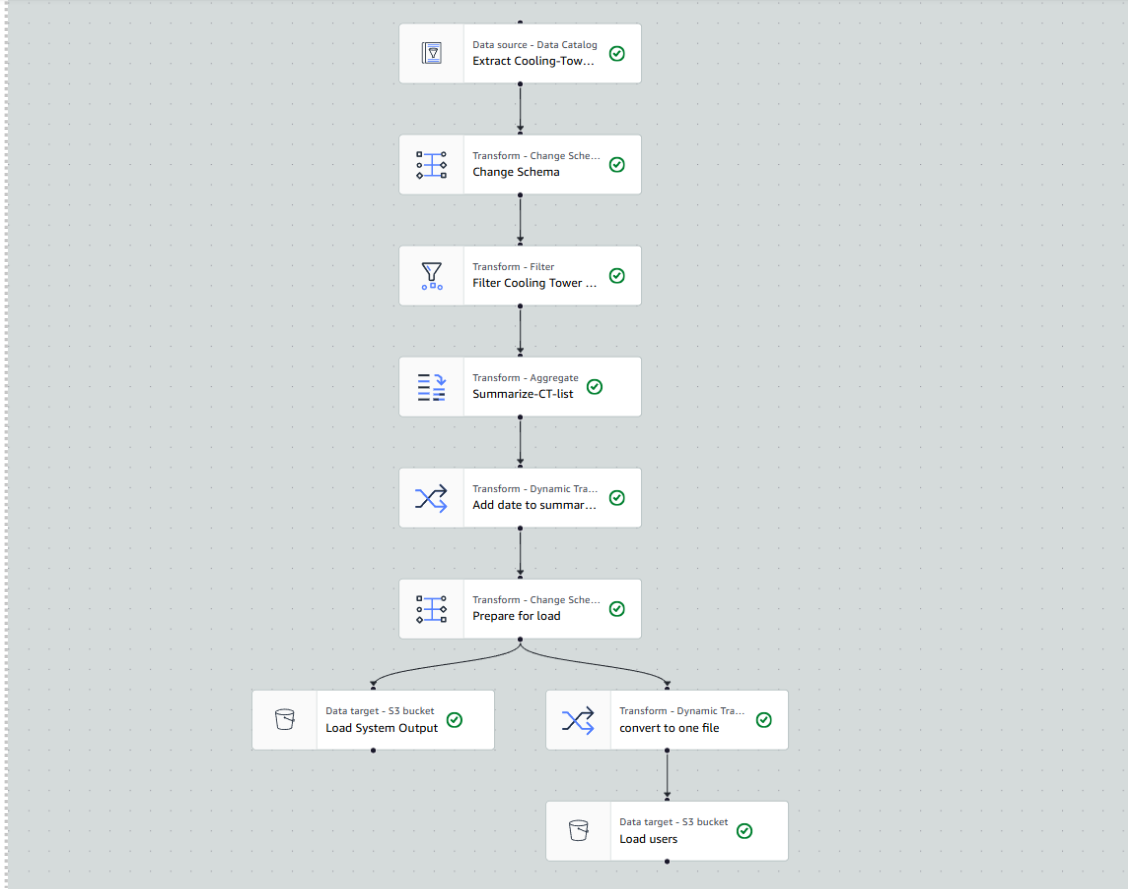 Data source - Data Catalog
Extract Cooling-Tow...
Transform - Change Sche...
Change Schema
Transform - Filter
Filter Cooling Tower ...
Transform - Aggregate
Summarize-CT-list
Transform - Dynamic Tra...
Add date to summar...
Transform - Change Sche...
Prepare for load
Data target - S3 bucket
Load System Output
Transform - Dynamic Tra...
convert to one file
Data target - S3 bucket
Load users